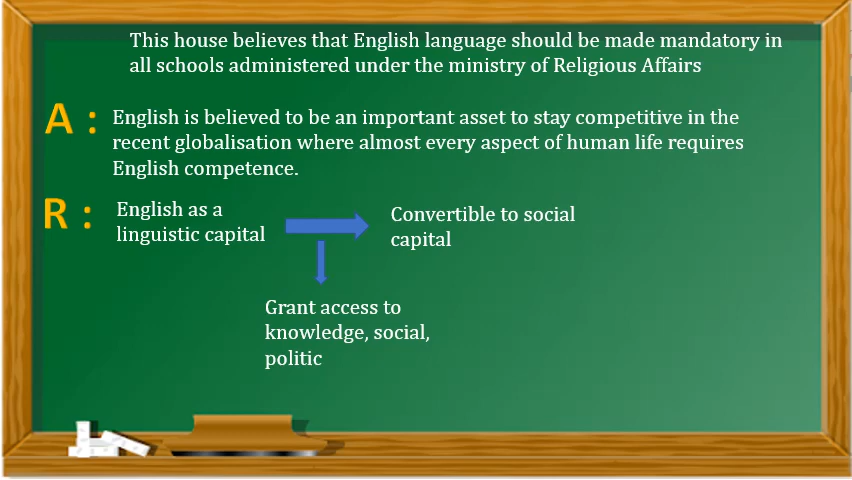 This house believes that English language should be made mandatory in
all schools administered under the ministry of Religious Affairs
A : English is believed to be an important asset to stay competitive in the
recent globalisation where almost every aspect of human life requires
English competence.
R : English as a
linguistic capital
Convertible to social
capital
Grant access to
knowledge, social,
politic